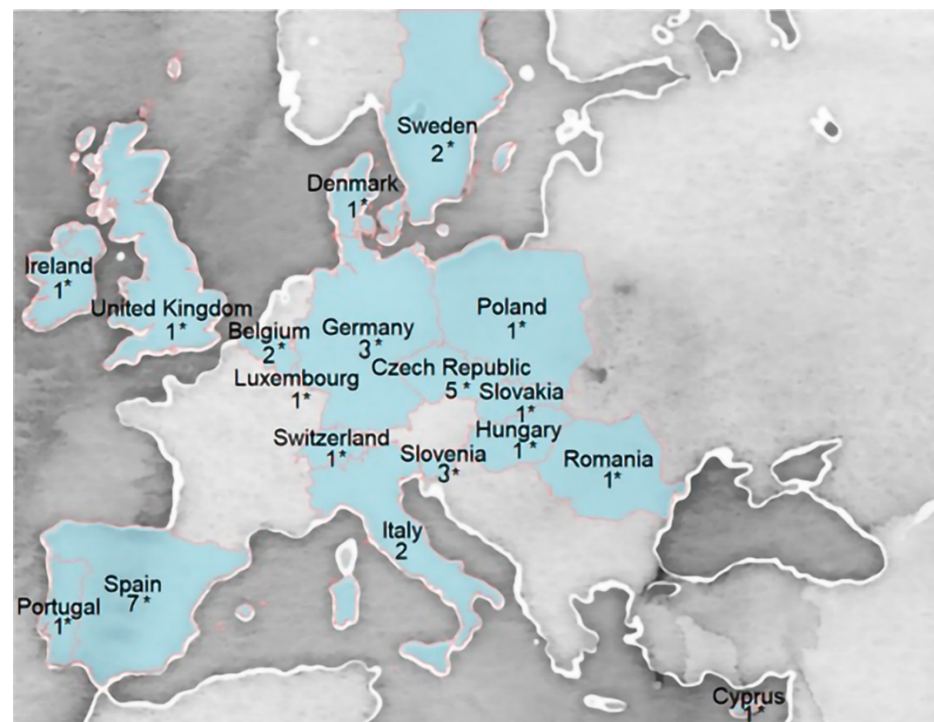 Sweden
2*
Denmark
1*
Ireland
1*
United Kingdom
1*
Belgium
2*
Germany
3*
Poland
1*
Luxembourg
1*
Czech Republic
5*
Slovakia
1*
Switzerland
1*
Slovenia
3*
Hungary
1*
Romania
1*
Italy
2
Spain
7*
Portugal
1*
Cyprus
1*